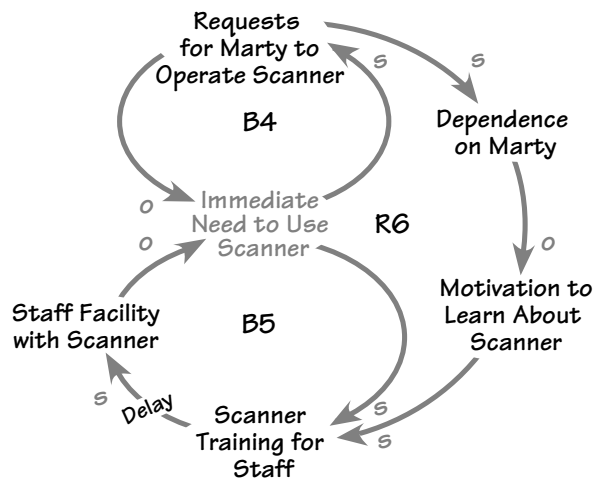 Requests
for Marty to
Operate Scanner
s
s
B4
Dependence
on Marty
o
Immediate
Need to Use
Scanner
R6
o
o
Motivation to
Learn About
Scanner
Staff Facility
with Scanner
B5
s
Delay
Scanner
Training for
Staff
s
s